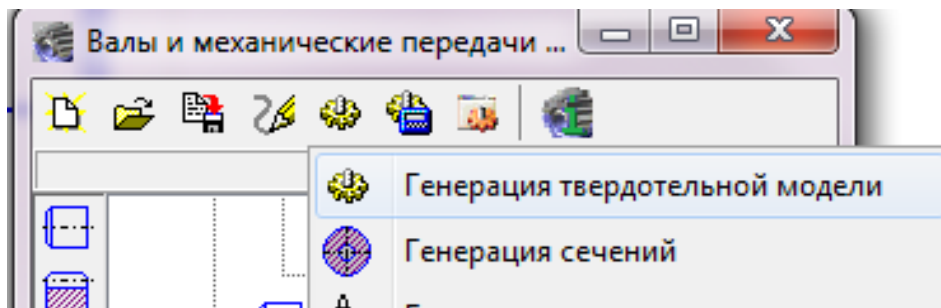 Валы и механические передачи ...
Генерация твердотельной модели
Генерация сечений